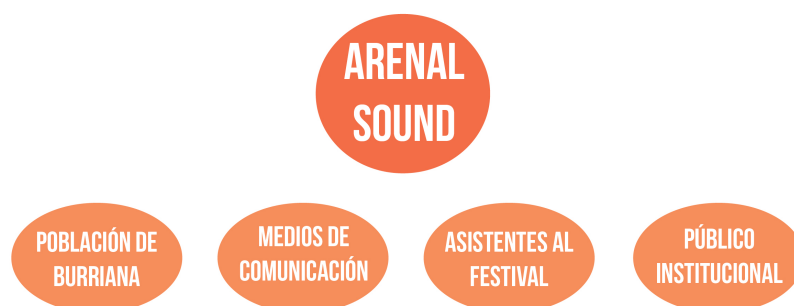 ARENAL
SOUND
POBLACIÓN DE
BURRIANA
MEDIOS DE
COMUNICACIÓN
ASISTENTES AL
FESTIVAL
PÚBLICO
INSTITUCIONAL